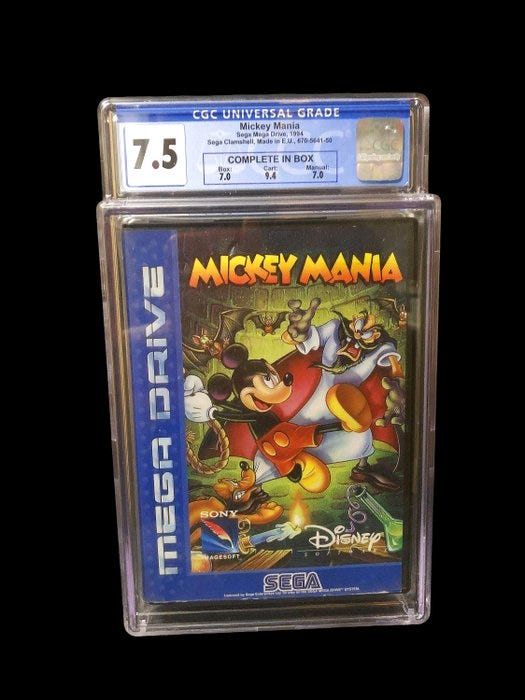 CGC UNIVERSAL GRADE
7.5
Mickey Mania
Sega Mega Drive, 1994
Sega Clamshell, Made in E.U., 670-5641-50
COMPLETE IN BOX
Box: Cart: Manual:
7.0 9.4 7.0
MICKEY MANIA
MEGA DRIVE
SONY
IMAGESOFT
Disney
SOFTWARE
SEGA